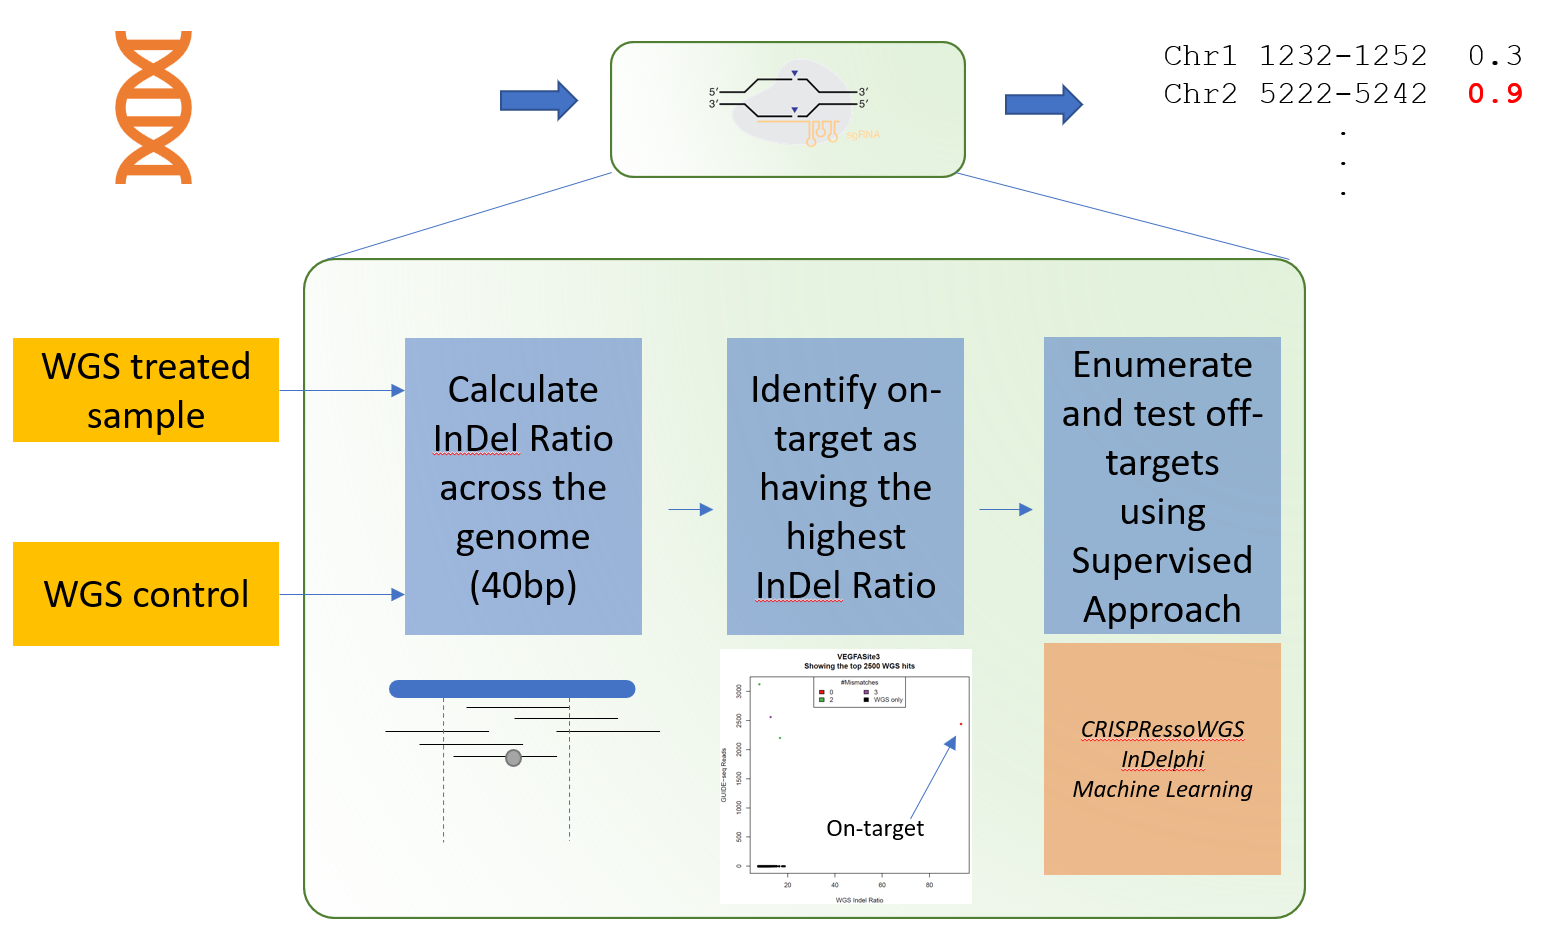 Chr1 1232-1252 0.3
Chr2 5222-5242 0.9
.
.
.
5′ 3′
3′ 5′
sgRNA
WGS treated
sample
WGS control
Calculate
InDel Ratio
across the
genome
(40bp)
Identify on-
target as
having the
highest
InDel Ratio
Enumerate
and test off-
targets
using
Supervised
Approach
VEGFASite3
Showing the top 2500 WGS hits
#Mismatches
0 3
2 WGS only
GUIDE-seq Reads
3000
2500
2000
1500
1000
500
0
On-target
20 40 60 80
WGS Indel Ratio
CRISPRessoWGS
InDelphi
Machine Learning